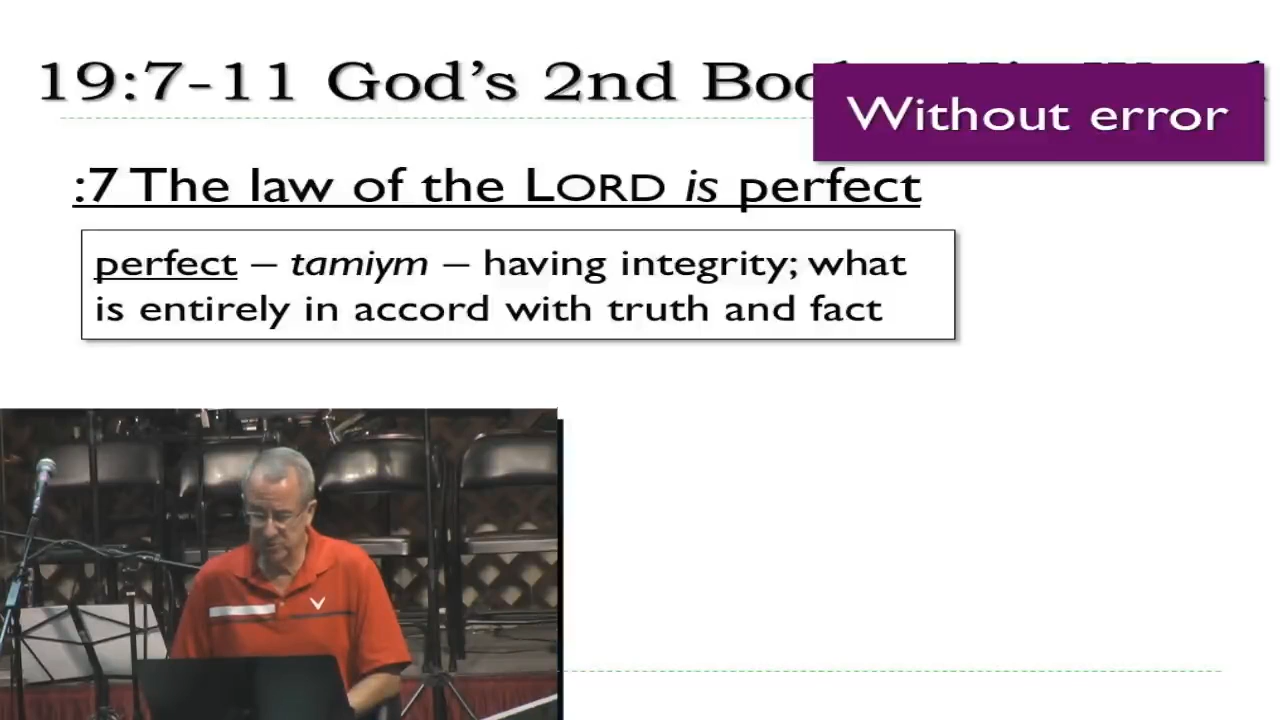 19:7-11 God's 2nd
Without error
:7 The law of the LORD is perfect
perfect – tamiym – having integrity; what
is entirely in accord with truth and fact